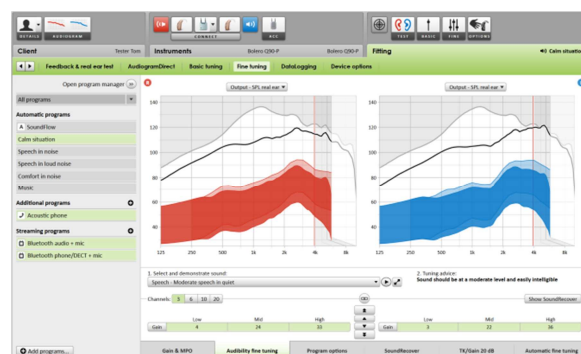 DETAILS AUDIOGRAM CONNECT ACC TEST BASIC FINE OPTIONS
Client Tester Tom Instruments Bolero Q90-P Bolero Q90-P Fitting Calm situatio
Feedback & real ear test AudiogramDirect Basic tuning Fine tuning DataLogging Device options
Open program manager
All programs
Output - SPL real ear
Output - SPL real ear
Automatic programs
A SoundFlow
Calm situation
Speech in noise
Speech in loud noise
Comfort in noise
Music
Additional programs
Acoustic phone
Streaming programs
Bluetooth audio + mic
Bluetooth phone/DECT + mic
140
120
100
80
60
40
125 250 500 1k 2k 4k 8k
140
120
100
80
60
40
125 250 500 1k 2k 4k 8k
1. Select and demonstrate sound:
Speech - Moderate speech in quiet
2. Tuning advice:
Sound should be at a moderate level and easily intelligible
Channels: 3 6 10 20
Show SoundRecover
Low Mid High
Gain 4 24 33
Low Mid High
Gain 3 22 36
Add programs...
Gain & MPO Audibility fine tuning Program options SoundRecover TK/Gain 20 dB Automatic fine tuning